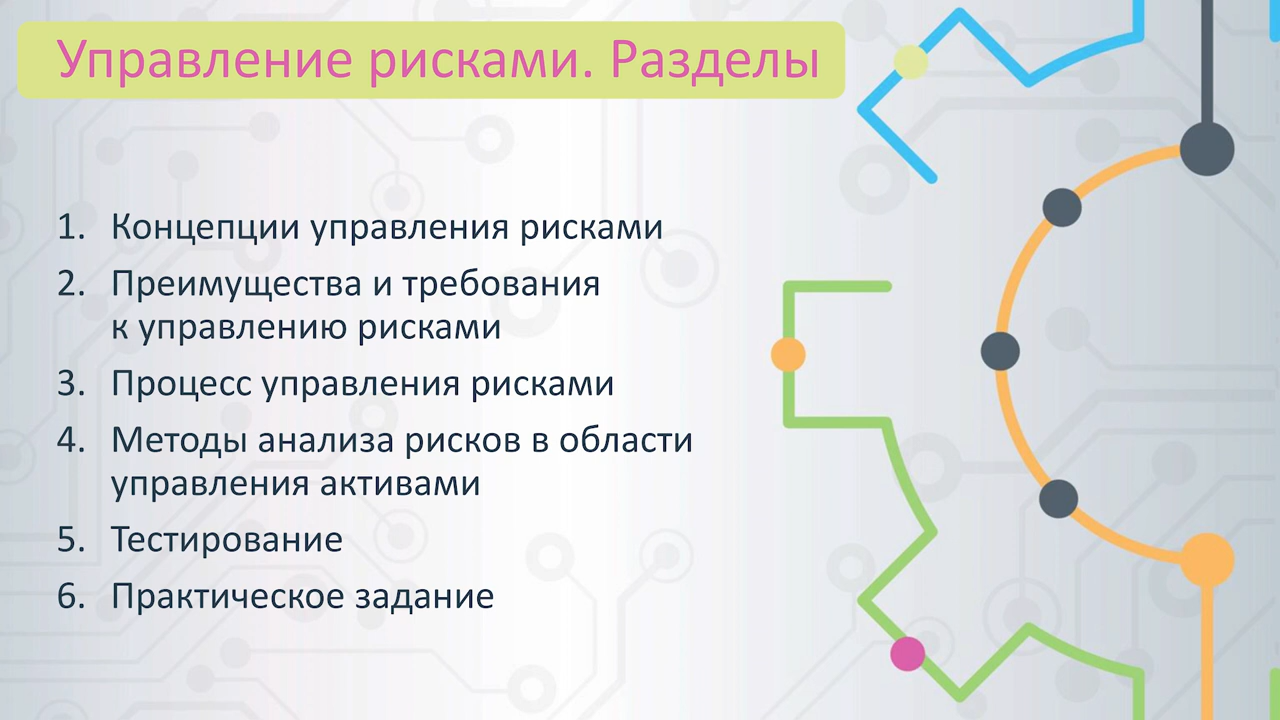 Управление рисками. Разделы
1. Концепции управления рисками
2. Преимущества и требования
к управлению рисками
3. Процесс управления рисками
4. Методы анализа рисков в области
управления активами
5. Тестирование
6. Практическое задание